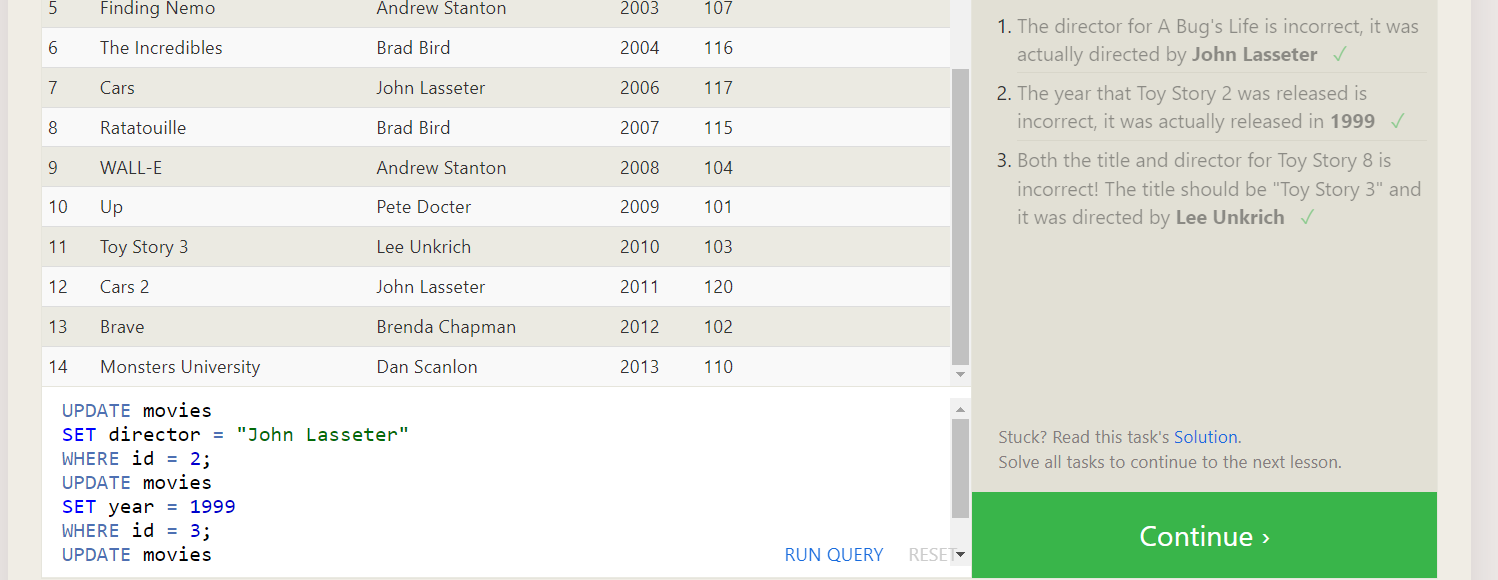 5 Finding Nemo Andrew Stanton 2003 107
6 The Incredibles Brad Bird 2004 116
7 Cars John Lasseter 2006 117
8 Ratatouille Brad Bird 2007 115
9 WALL-E Andrew Stanton 2008 104
10 Up Pete Docter 2009 101
11 Toy Story 3 Lee Unkrich 2010 103
12 Cars 2 John Lasseter 2011 120
13 Brave Brenda Chapman 2012 102
14 Monsters University Dan Scanlon 2013 110
UPDATE movies
SET director = "John Lasseter"
WHERE id = 2;
UPDATE movies
SET year = 1999
WHERE id = 3;
UPDATE movies
RUN QUERY RESET
1. The director for A Bug's Life is incorrect, it was
actually directed by John Lasseter ✓
2. The year that Toy Story 2 was released is
incorrect, it was actually released in 1999 ✓
3. Both the title and director for Toy Story 8 is
incorrect! The title should be "Toy Story 3" and
it was directed by Lee Unkrich ✓
Stuck? Read this task's Solution.
Solve all tasks to continue to the next lesson.
Continue ›